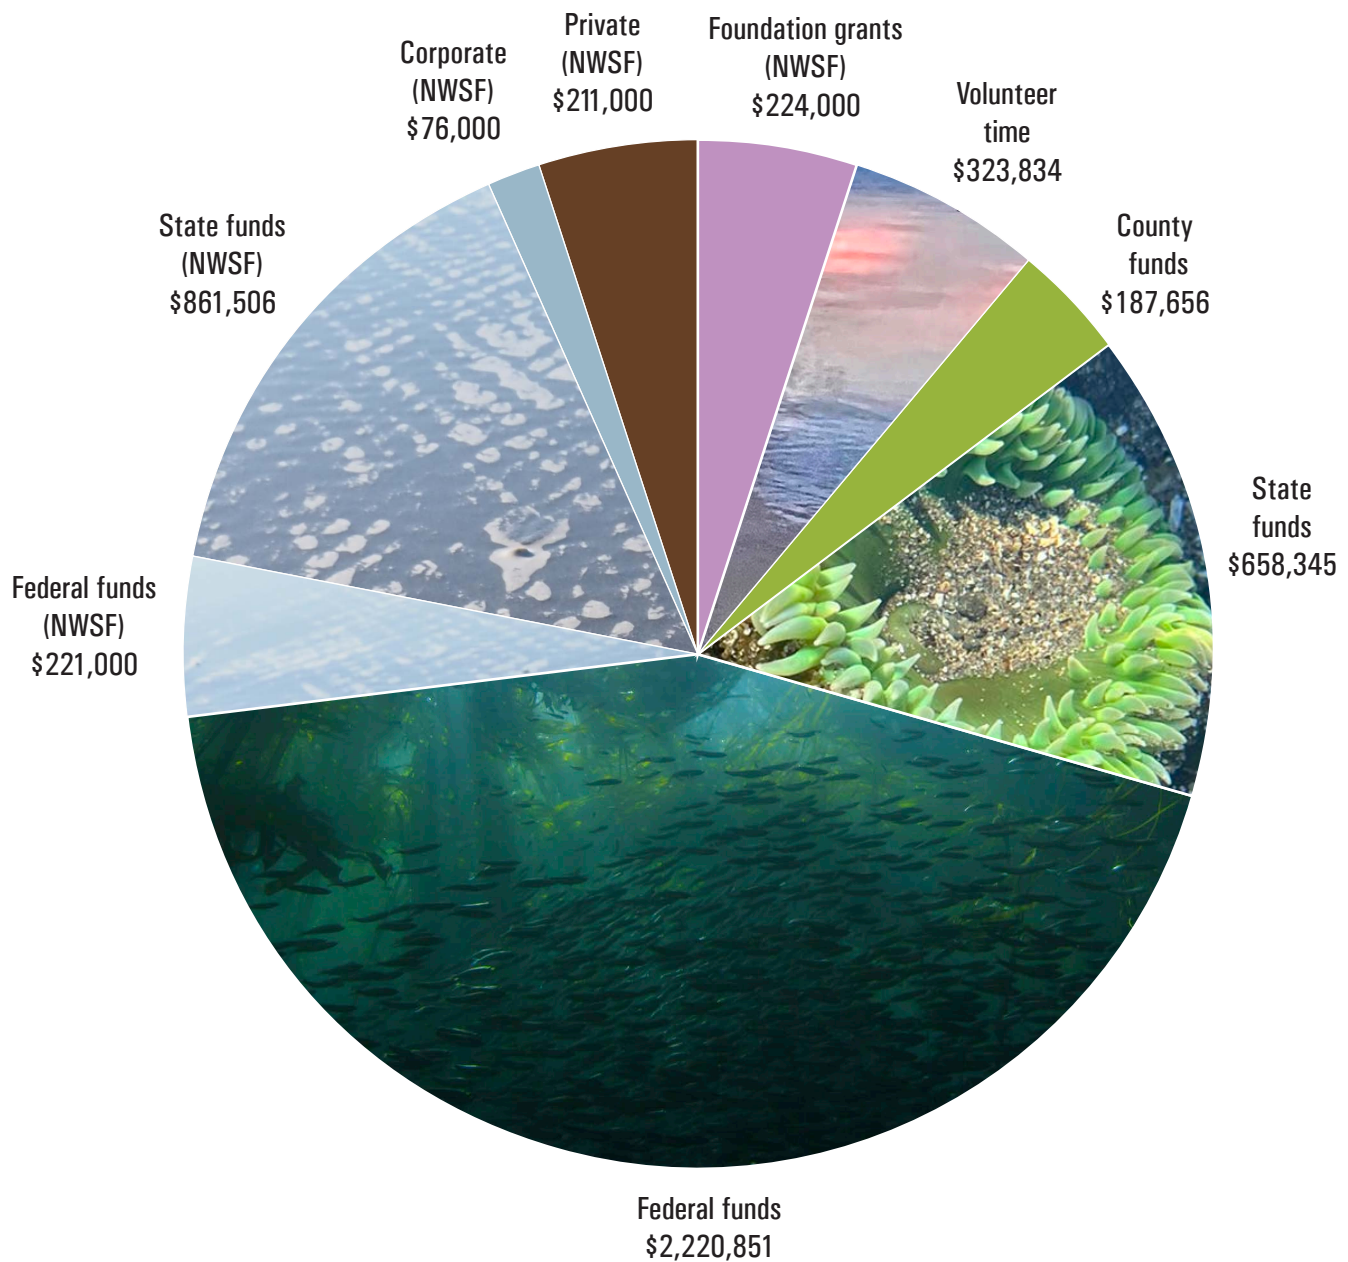 Foundation grants
(NWSF)
$224,000
Volunteer
time
$323,834
County
funds
$187,656
State
funds
$658,345
Federal funds
$2,220,851
Federal funds
(NWSF)
$221,000
State funds
(NWSF)
$861,506
Corporate
(NWSF)
$76,000
Private
(NWSF)
$211,000